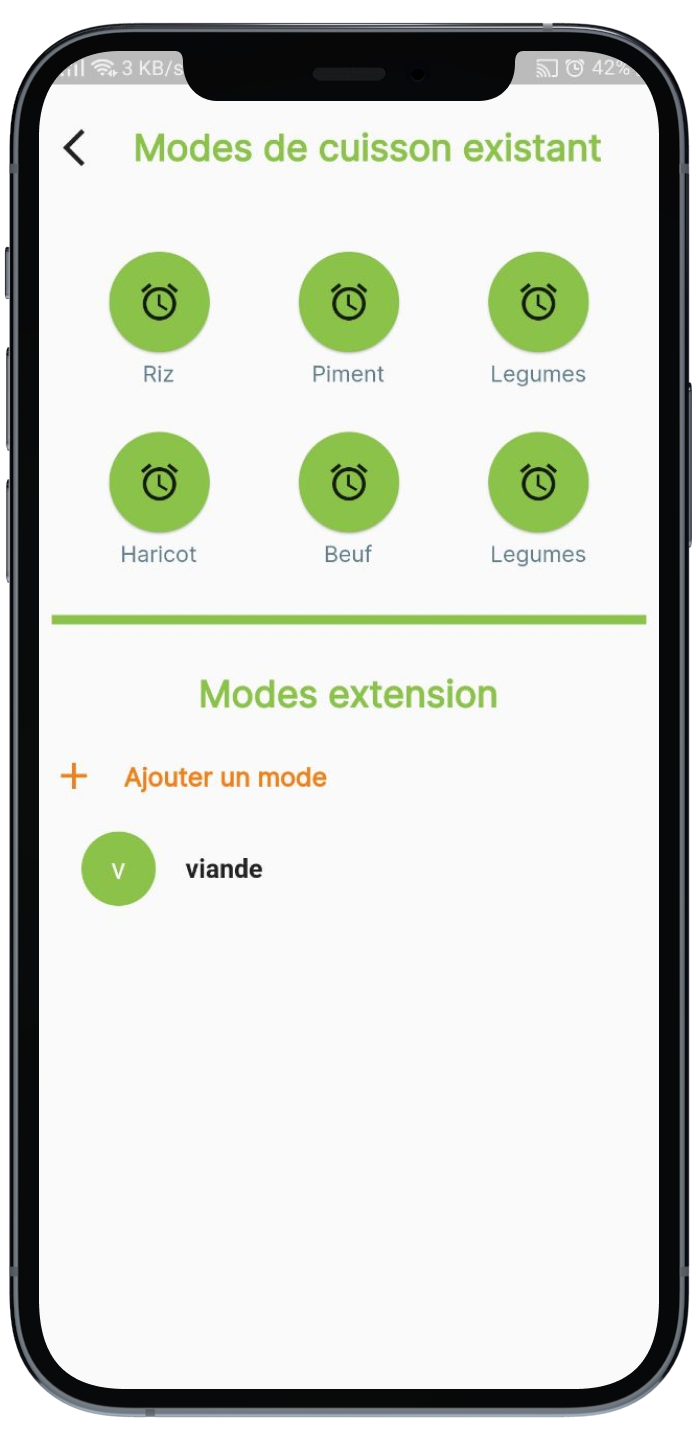 3 KB/s 42%
Modes de cuisson existant
Riz Piment Legumes
Haricot Beuf Legumes
Modes extension
Ajouter un mode
v viande